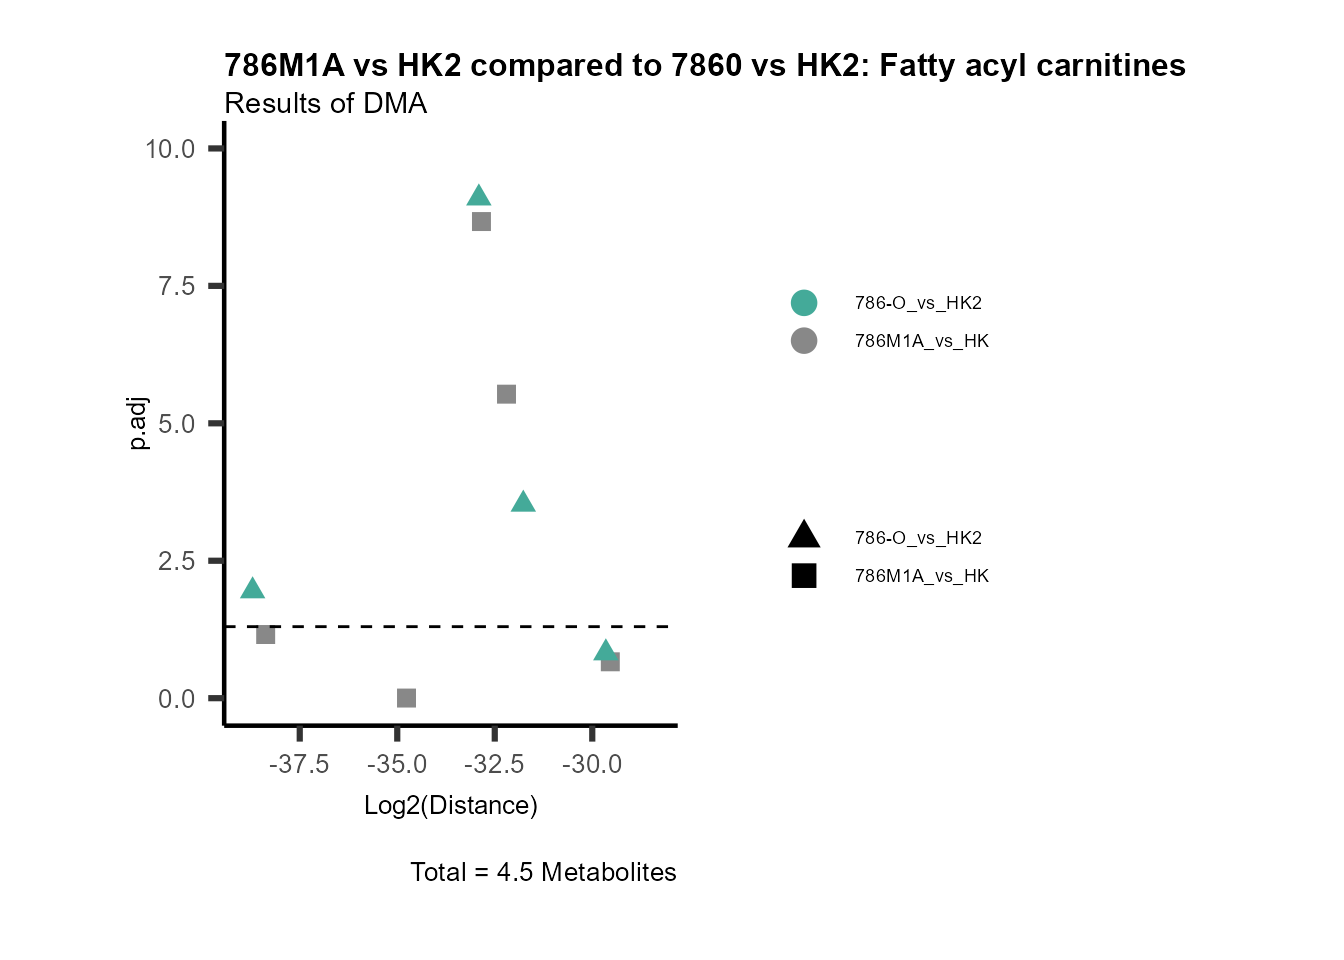 786M1A vs HK2 compared to 7860 vs HK2: Fatty acyl carnitines
Results of DMA
10.0
7.5
5.0
2.5
0.0
p.adj
-37.5
-35.0
-32.5
-30.0
Log2(Distance)
Total = 4.5 Metabolites
786-O_vs_HK2
786M1A_vs_HK
786-O_vs_HK2
786M1A_vs_HK